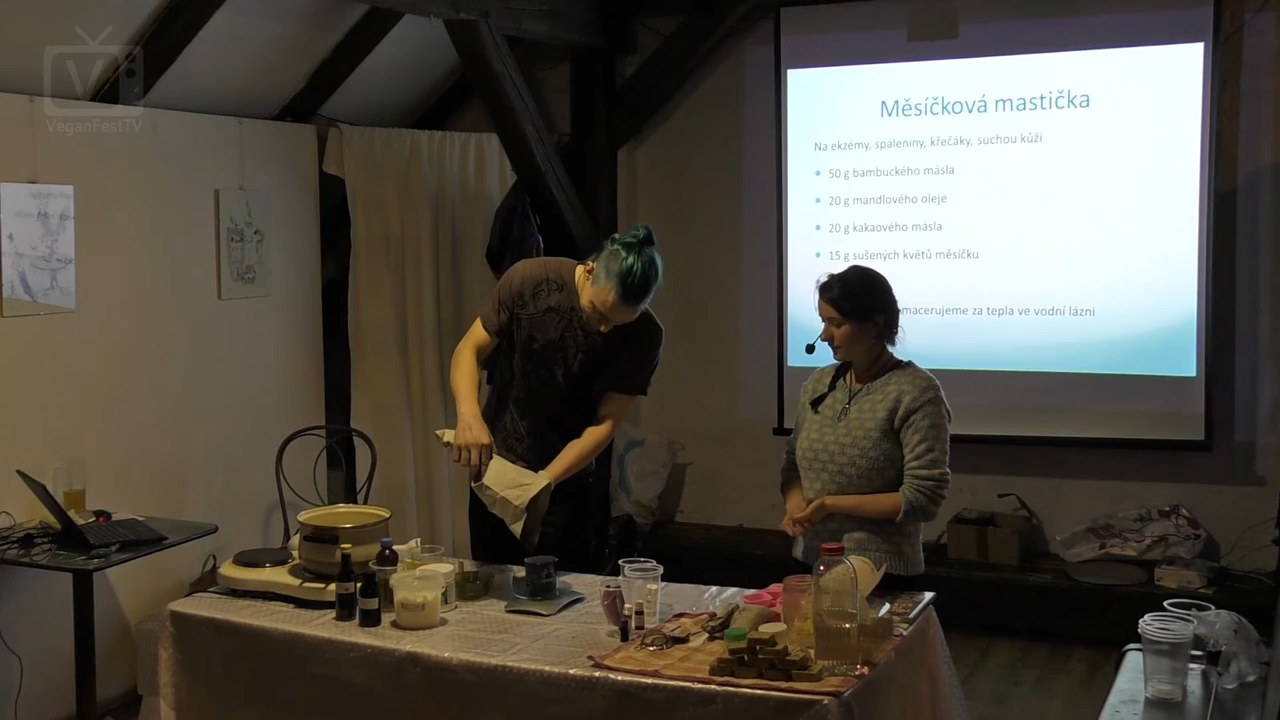 V
VeganFestTV
Měsíčková mastička
Na ekzémy, spáleniny, křečáky, suchou kůži
50 g bambuckého másla
20 g mandlového oleje
20 g kakaového másla
15 g sušených květů měsíčku
macerujeme za tepla ve vodní lázni